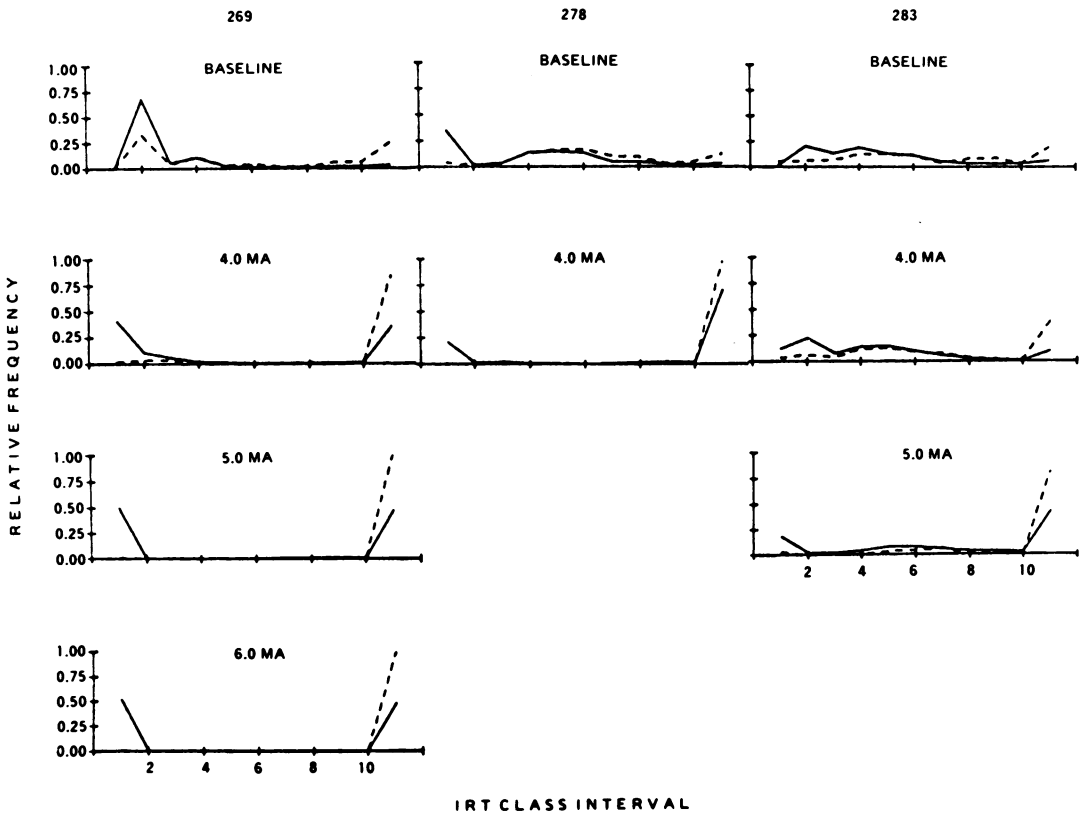 269 278 283
BASELINE BASELINE BASELINE
1.00
0.75
0.50
0.25
0.00
4.0 MA 4.0 MA 4.0 MA
1.00
0.75
0.50
0.25
0.00
RELATIVE FREQUENCY
5.0 MA 5.0 MA
1.00
0.75
0.50
0.25
0.00
2 4 6 8 10
6.0 MA
1.00
0.75
0.50
0.25
0.00
2 4 6 8 10
IRT CLASS INTERVAL